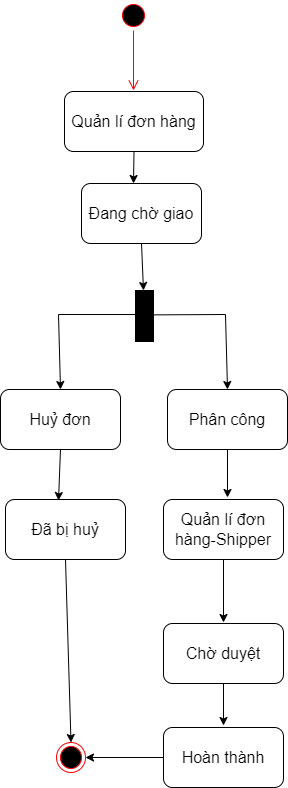 Quản lí đơn hàng
Đang chờ giao
Huỷ đơn
Phân công
Đã bị huỷ
Quản lí đơn
hàng-Shipper
Chờ duyệt
Hoàn thành